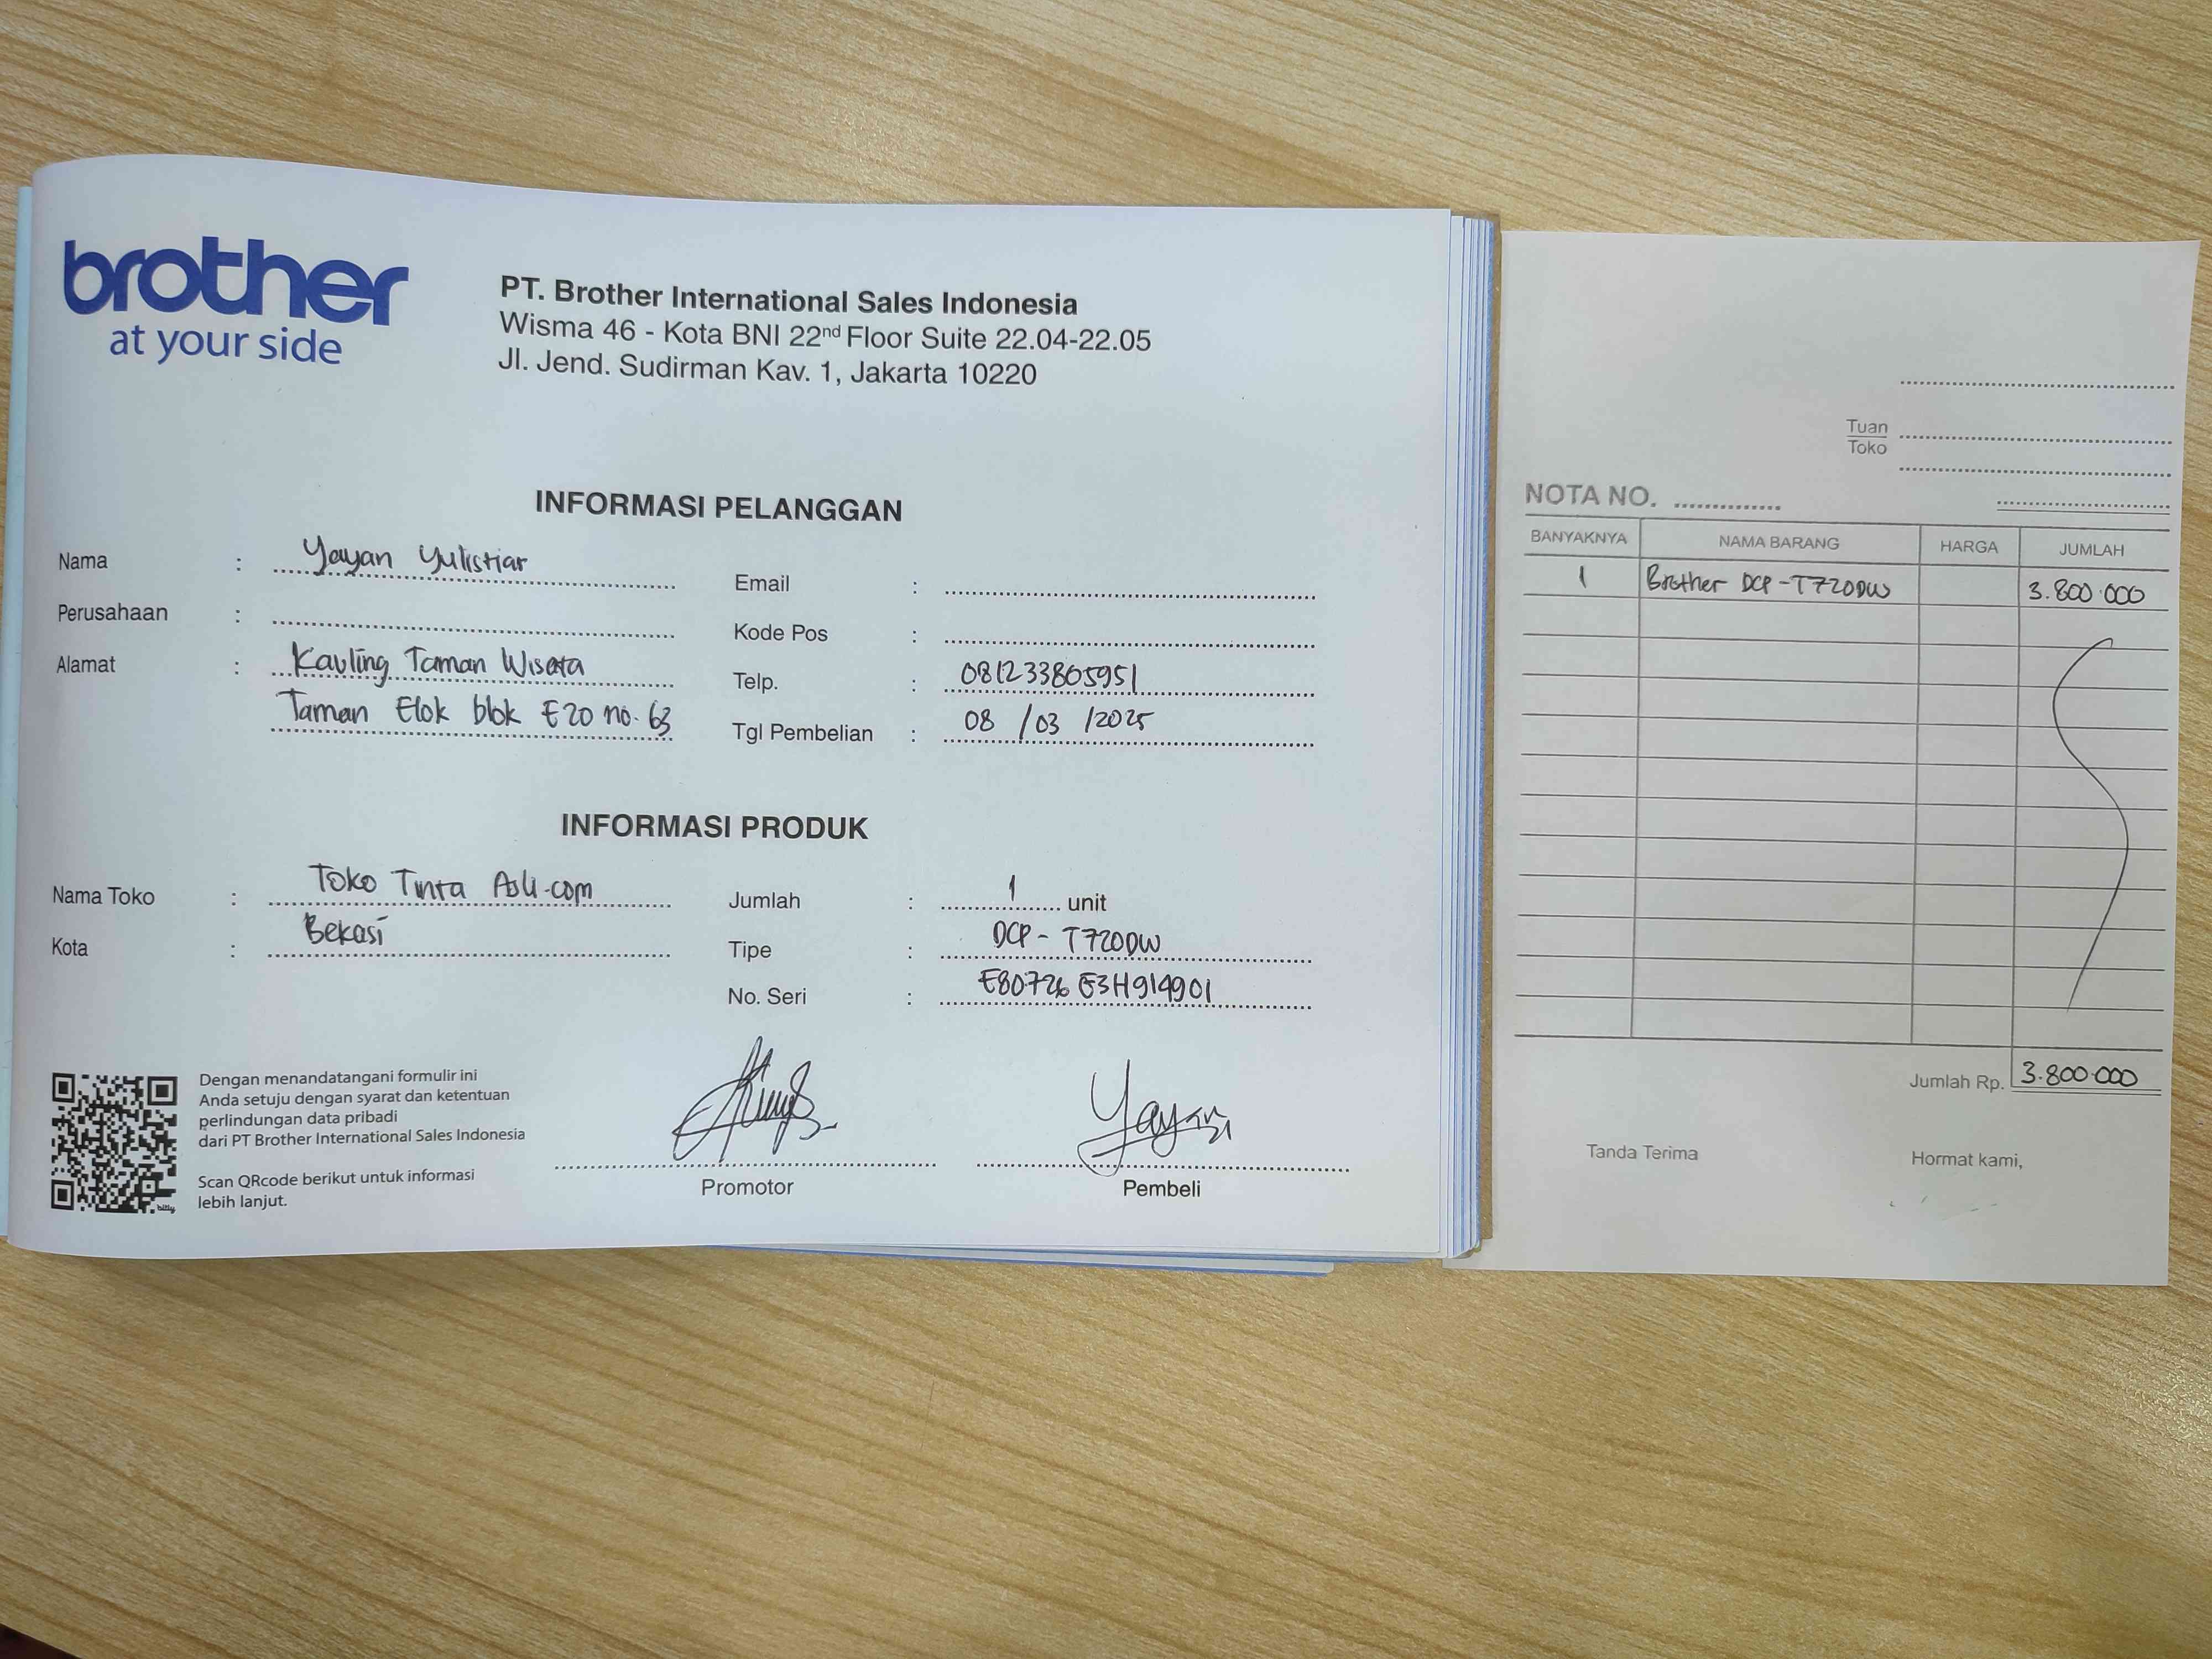 brother
at your side
PT. Brother International Sales Indonesia
Wisma 46 - Kota BNI 22nd Floor Suite 22.04-22.05
Jl. Jend. Sudirman Kav. 1, Jakarta 10220
INFORMASI PELANGGAN
Nama : Yayan Yulistiar
Perusahaan :
Alamat : Kavling Taman Wisata
Taman Elok blok E20 no. 63
Email :
Kode Pos :
Telp. : 081233805951
Tgl Pembelian : 08 /03 /2025
INFORMASI PRODUK
Nama Toko : Toko Tinta Asli.com
Kota : Bekasi
Jumlah : 1 unit
Tipe : DCP - T720DW
No. Seri : E80726E3H914901
Dengan menandatangani formulir ini
Anda setuju dengan syarat dan ketentuan
perlindungan data pribadi
dari PT Brother International Sales Indonesia
Scan QRcode berikut untuk informasi
lebih lanjut.
bitly
Promotor
Yayan
Pembeli
Tuan
Toko
NOTA NO.
BANYAKNYA NAMA BARANG HARGA JUMLAH
1 Brother DCP - T720DW 3.800.000
Jumlah Rp. 3.800.000
Tanda Terima
Hormat kami,